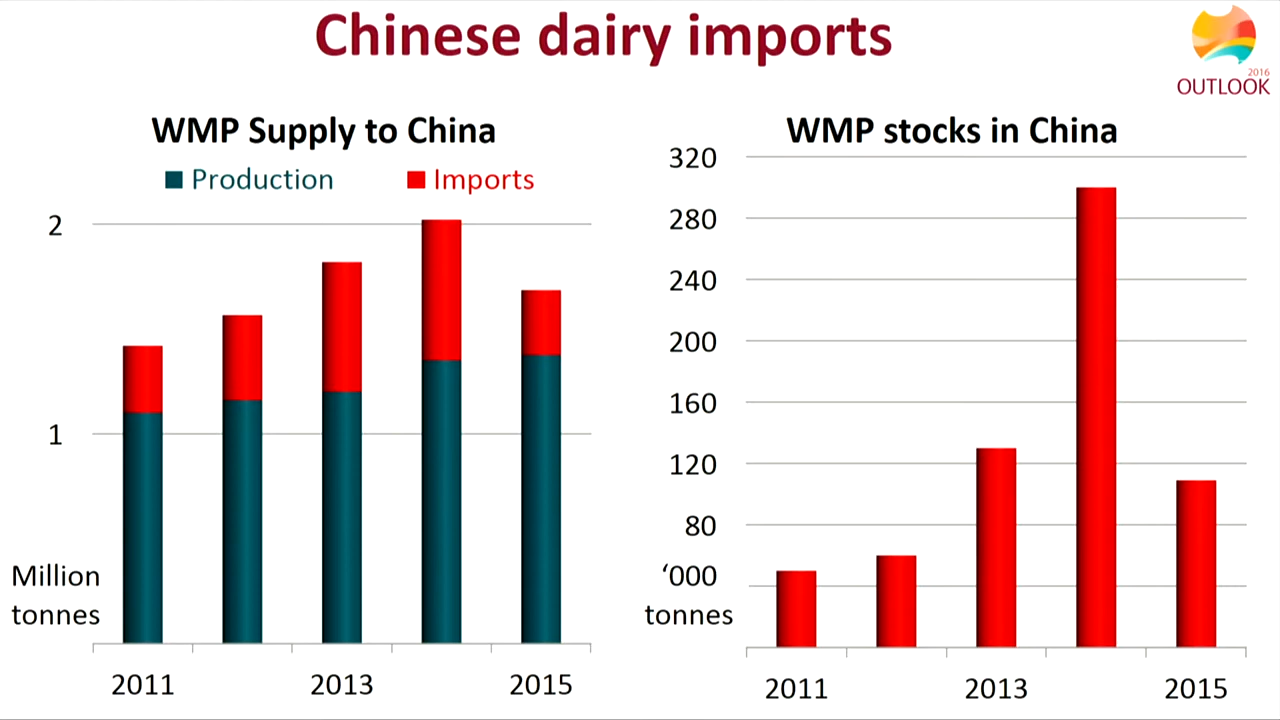 Chinese dairy imports
2016
OUTLOOK
WMP Supply to China
Production
Imports
2
1
Million
tonnes
2011
2013
2015
WMP stocks in China
320
280
240
200
160
120
80
‘000
tonnes
2011
2013
2015